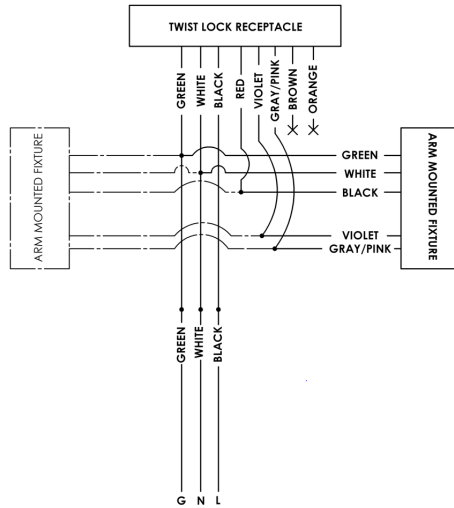 TWIST LOCK RECEPTACLE
GREEN
WHITE
BLACK
RED
VIOLET
GRAY/PINK
BROWN
ORANGE
ARM MOUNTED FIXTURE
GREEN
WHITE
BLACK
VIOLET
GRAY/PINK
ARM MOUNTED FIXTURE
GREEN
WHITE
BLACK
G N L